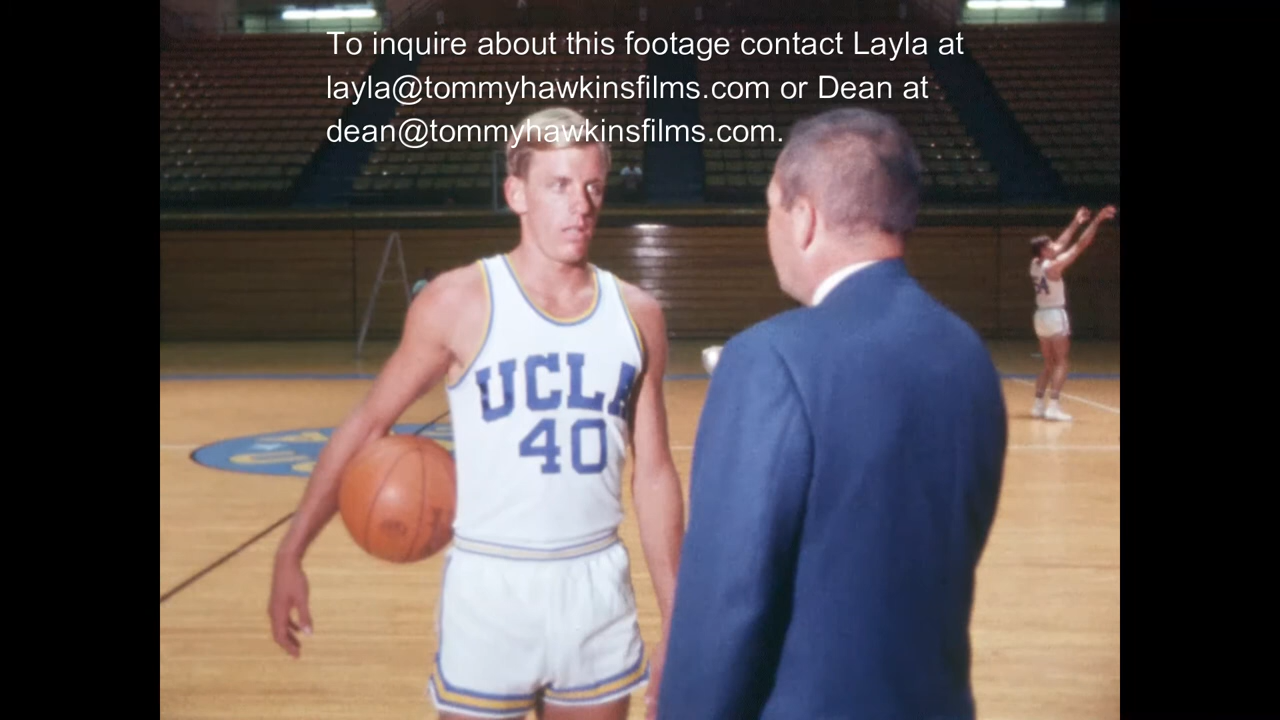 To inquire about this footage contact Layla at
layla@tommyhawkinsfilms.com or Dean at
dean@tommyhawkinsfilms.com.
UCLA
40